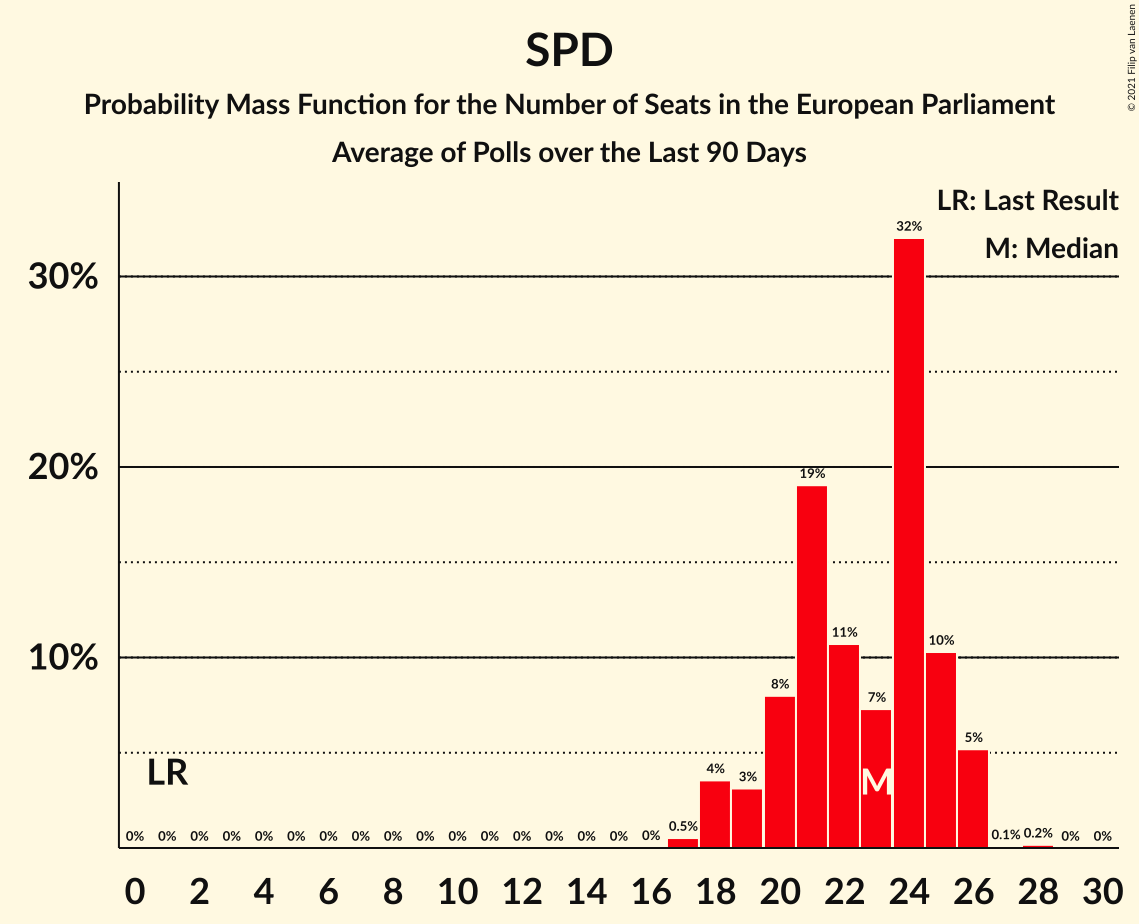 SPD
Probability Mass Function for the Number of Seats in the European Parliament
Average of Polls over the Last 90 Days
© 2021 Filip van Laenen
LR: Last Result
M: Median
32%
30%
20%
19%
11%
10%
10%
8%
7%
5%
4%
3%
LR
M
0% 0% 0% 0% 0% 0% 0% 0% 0% 0% 0% 0% 0% 0% 0% 0% 0% 0.5% 0.1% 0.2% 0% 0%
0 2 4 6 8 10 12 14 16 18 20 22 24 26 28 30